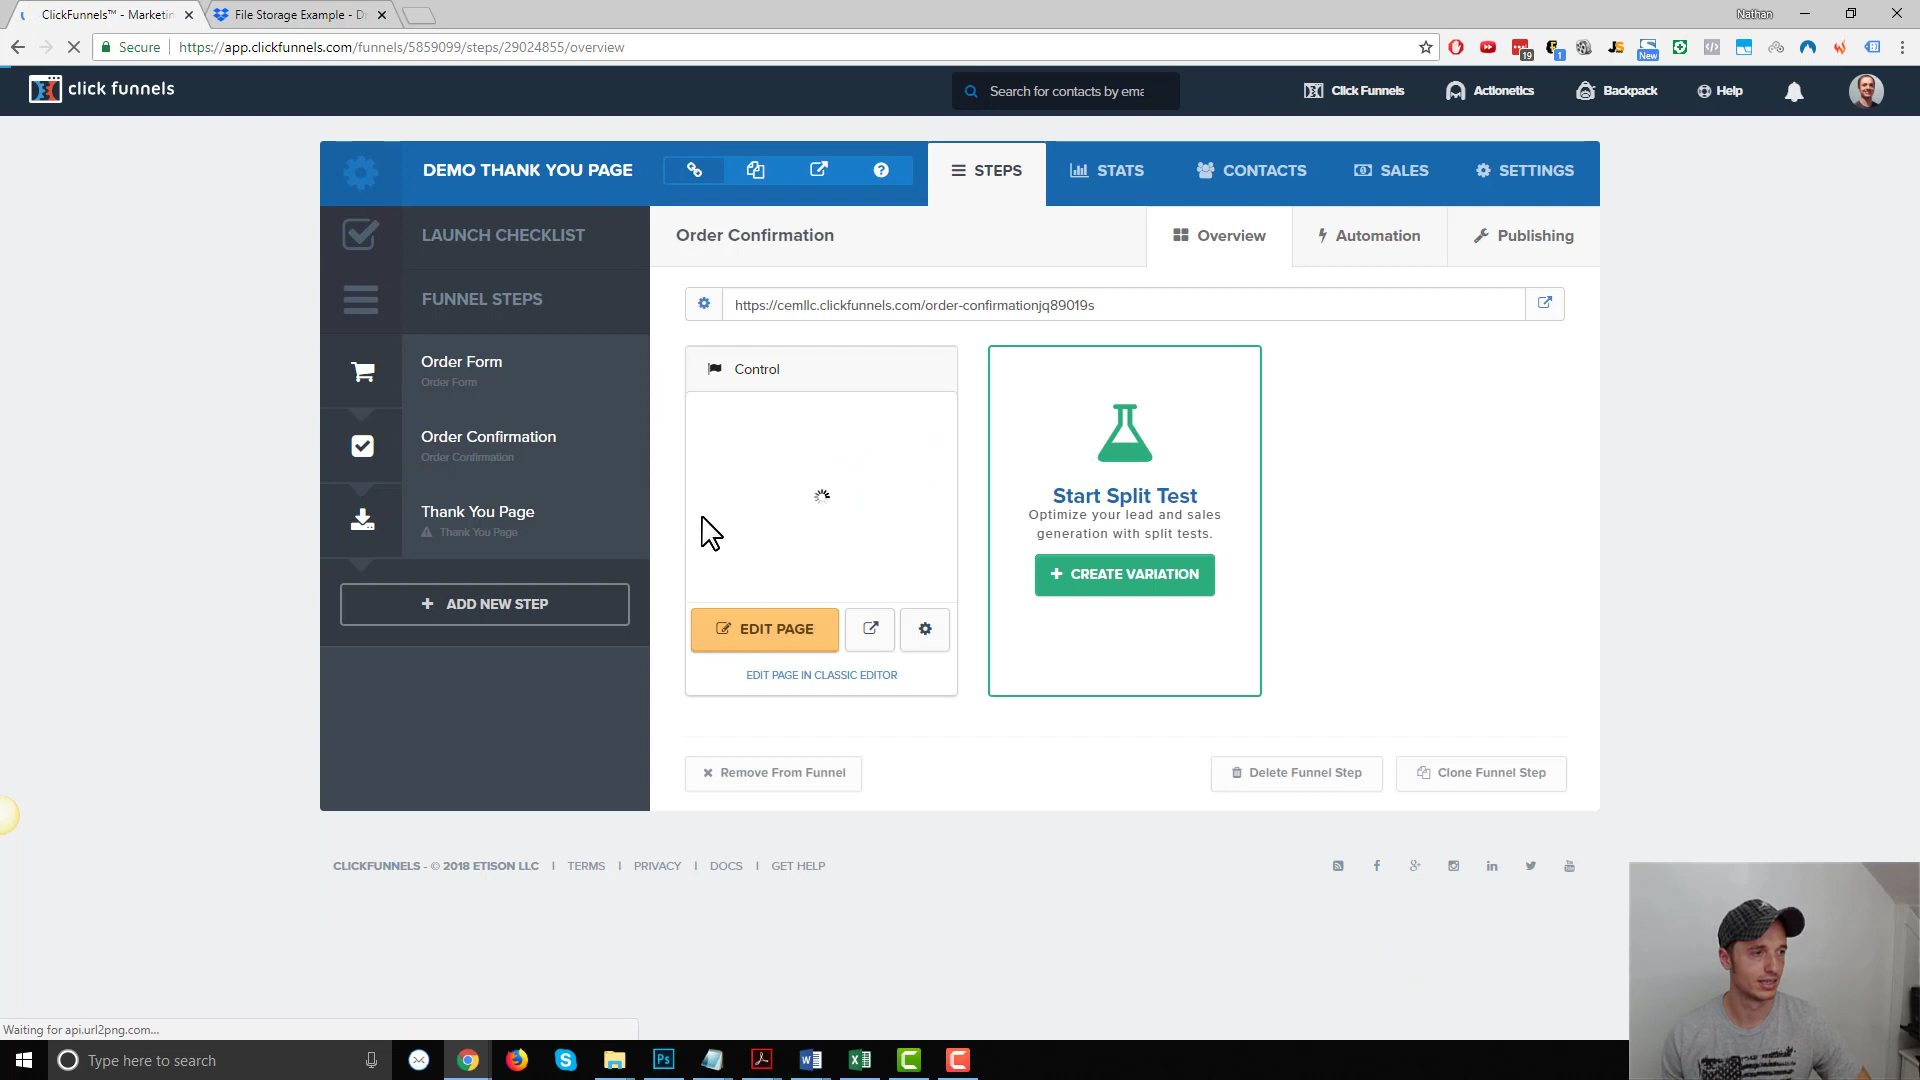 ClickFunnels™ - Marketin
File Storage Example - D
Nathan
Secure
https://app.clickfunnels.com/funnels/5859099/steps/29024855/overview
19
1
JS
New
click funnels
Search for contacts by ema
Click Funnels
Actionetics
Backpack
Help
DEMO THANK YOU PAGE
STEPS
STATS
CONTACTS
SALES
SETTINGS
LAUNCH CHECKLIST
Order Confirmation
Overview
Automation
Publishing
FUNNEL STEPS
https://cemllc.clickfunnels.com/order-confirmationjq89019s
Order Form
Order Form
Control
Order Confirmation
Order Confirmation
Thank You Page
Thank You Page
Start Split Test
Optimize your lead and sales
generation with split tests.
CREATE VARIATION
ADD NEW STEP
EDIT PAGE
EDIT PAGE IN CLASSIC EDITOR
Remove From Funnel
Delete Funnel Step
Clone Funnel Step
CLICKFUNNELS - © 2018 ETISON LLC | TERMS | PRIVACY | DOCS | GET HELP
Waiting for api.url2png.com...
Type here to search